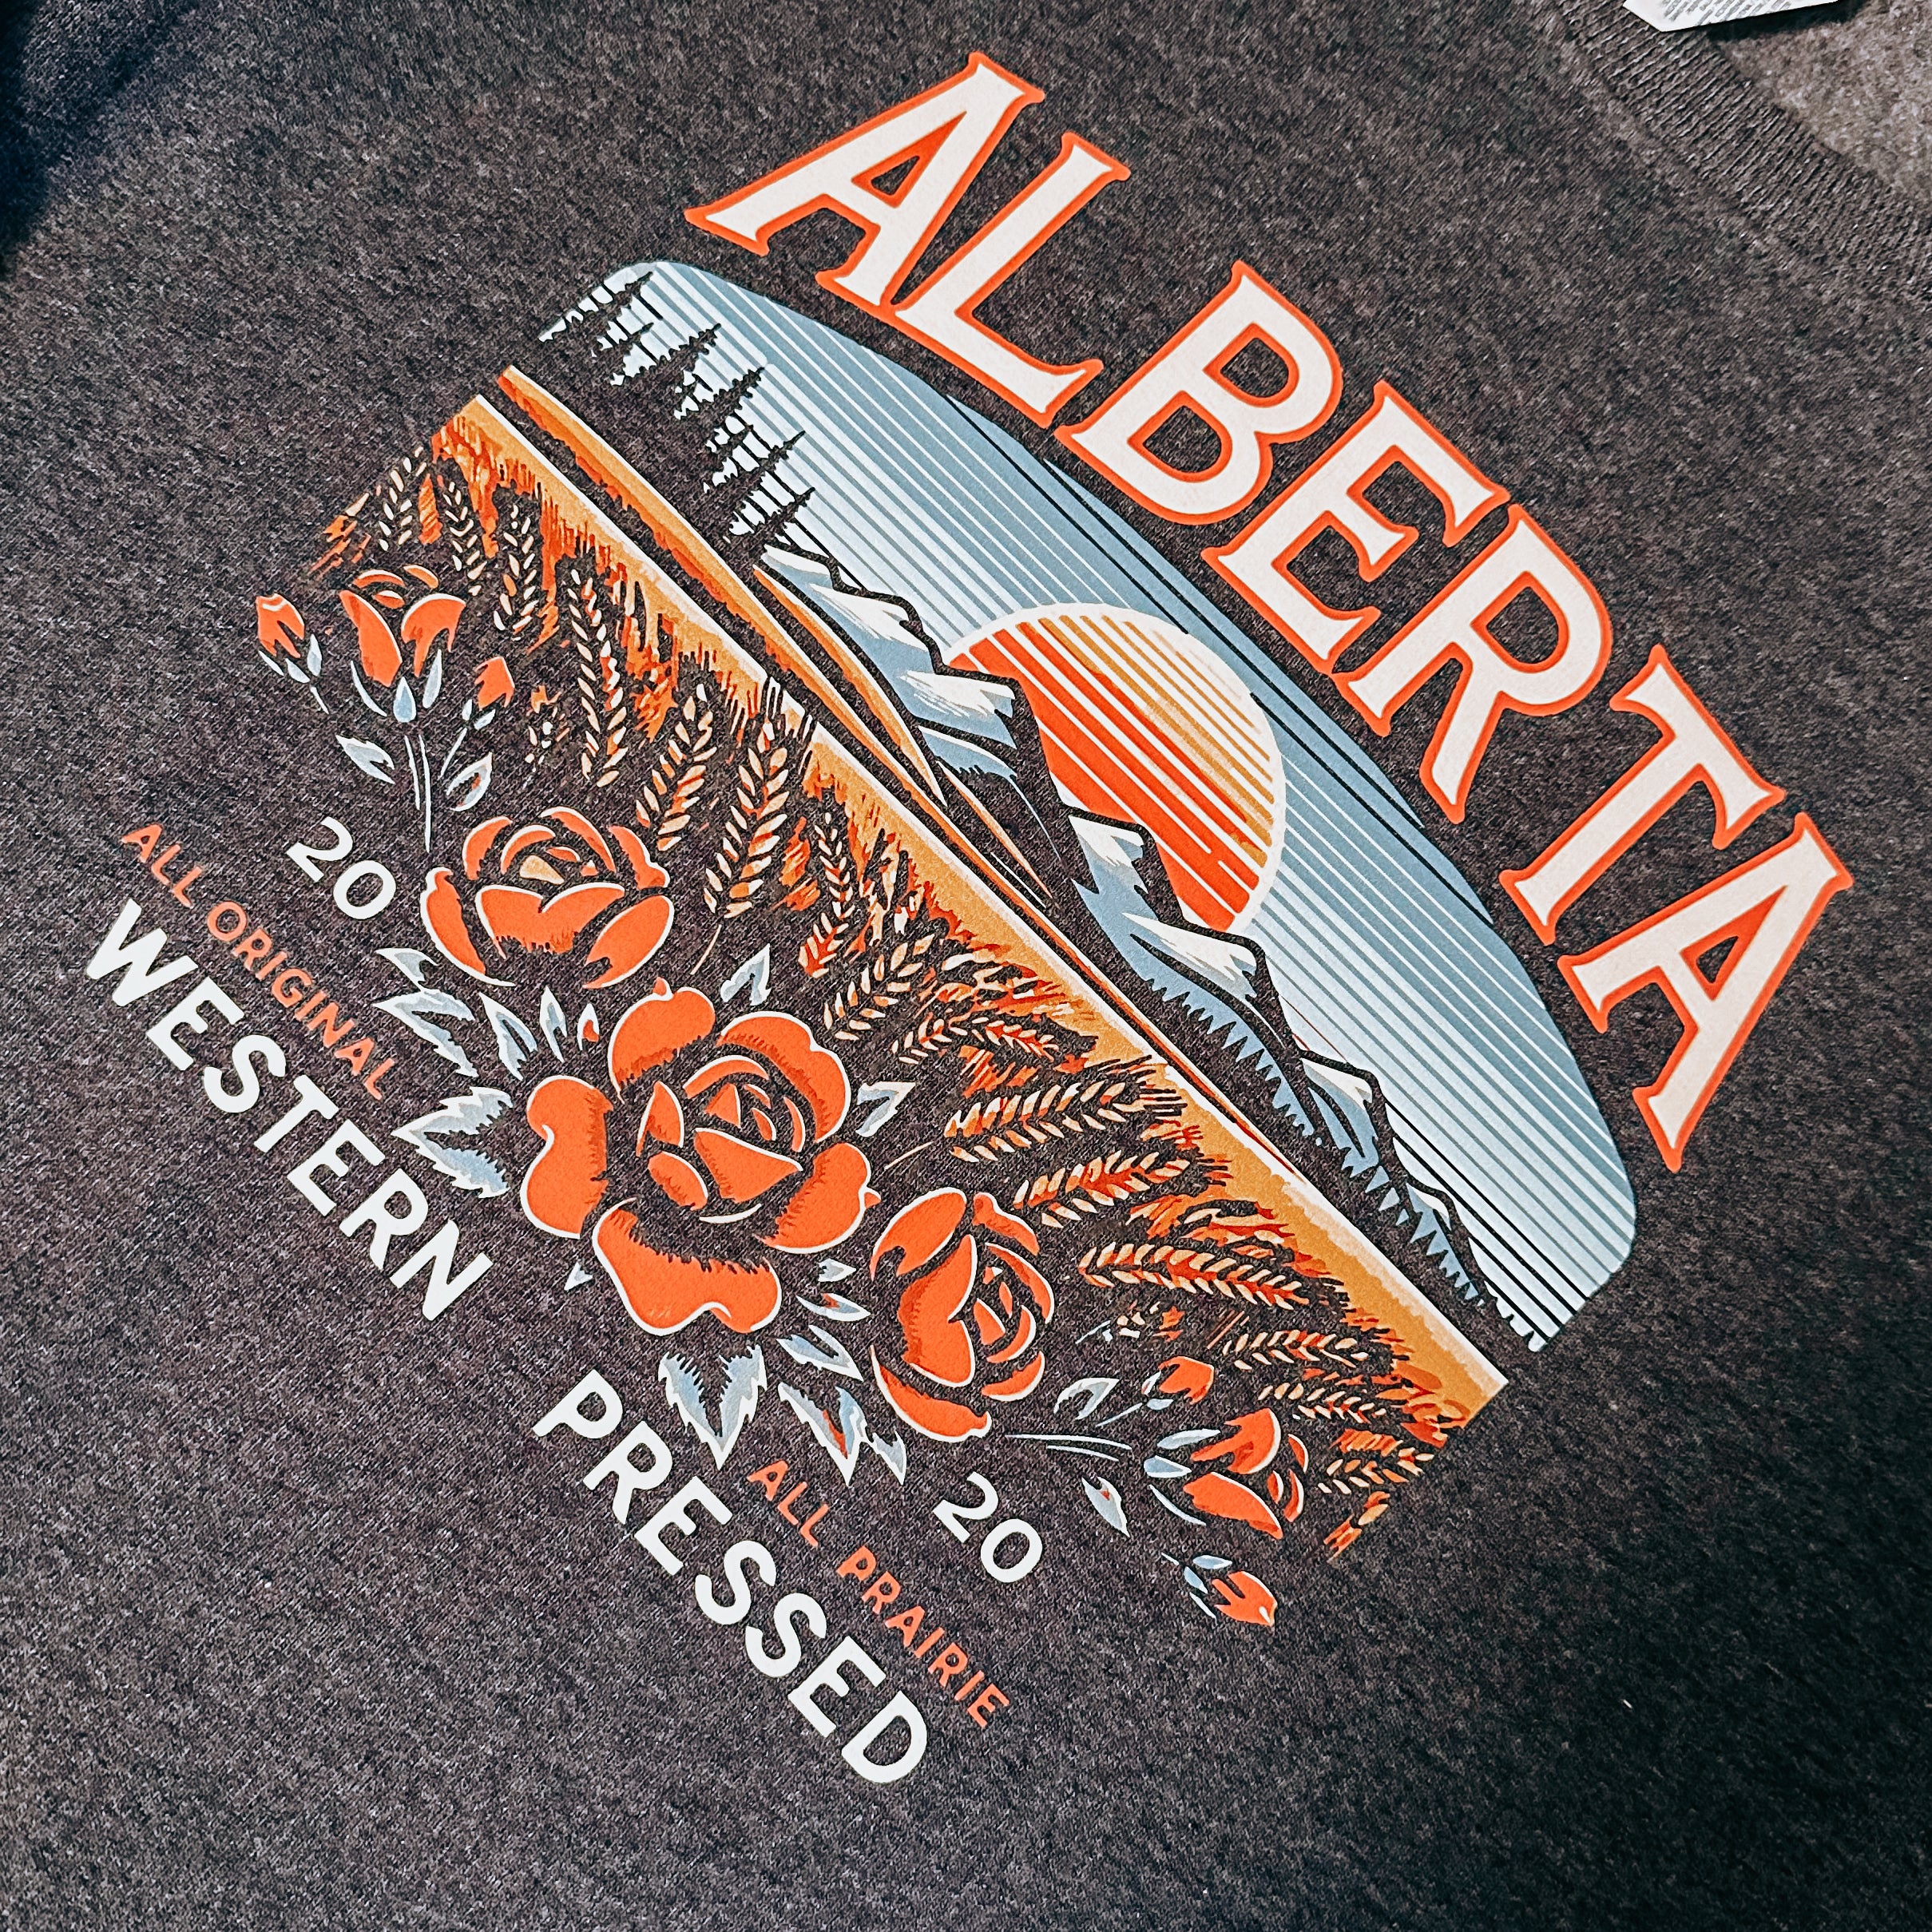 ALBERTA
20 20
ALL ORIGINAL ALL PRAIRIE
WESTERN PRESSED